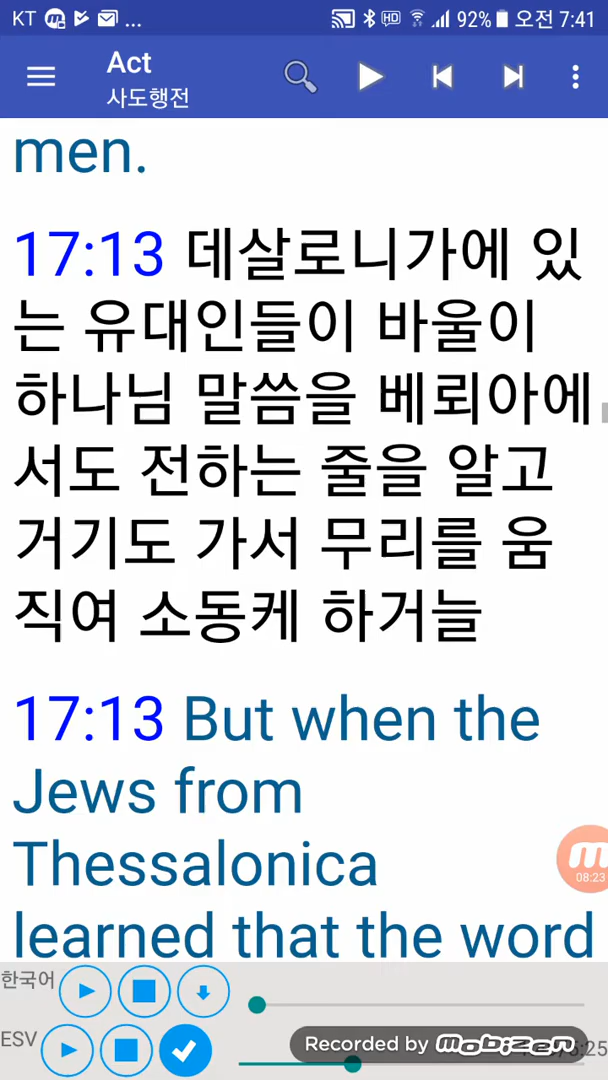 KT ... HD 92% 오전 7:41
Act
사도행전
men.
17:13 데살로니가에 있
는 유대인들이 바울이
하나님 말씀을 베뢰아에
서도 전하는 줄을 알고
거기도 가서 무리를 움
직여 소동케 하거늘
17:13 But when the
Jews from
Thessalonica
learned that the word
08:23
한국어
ESV
Recorded by mobizen
:25